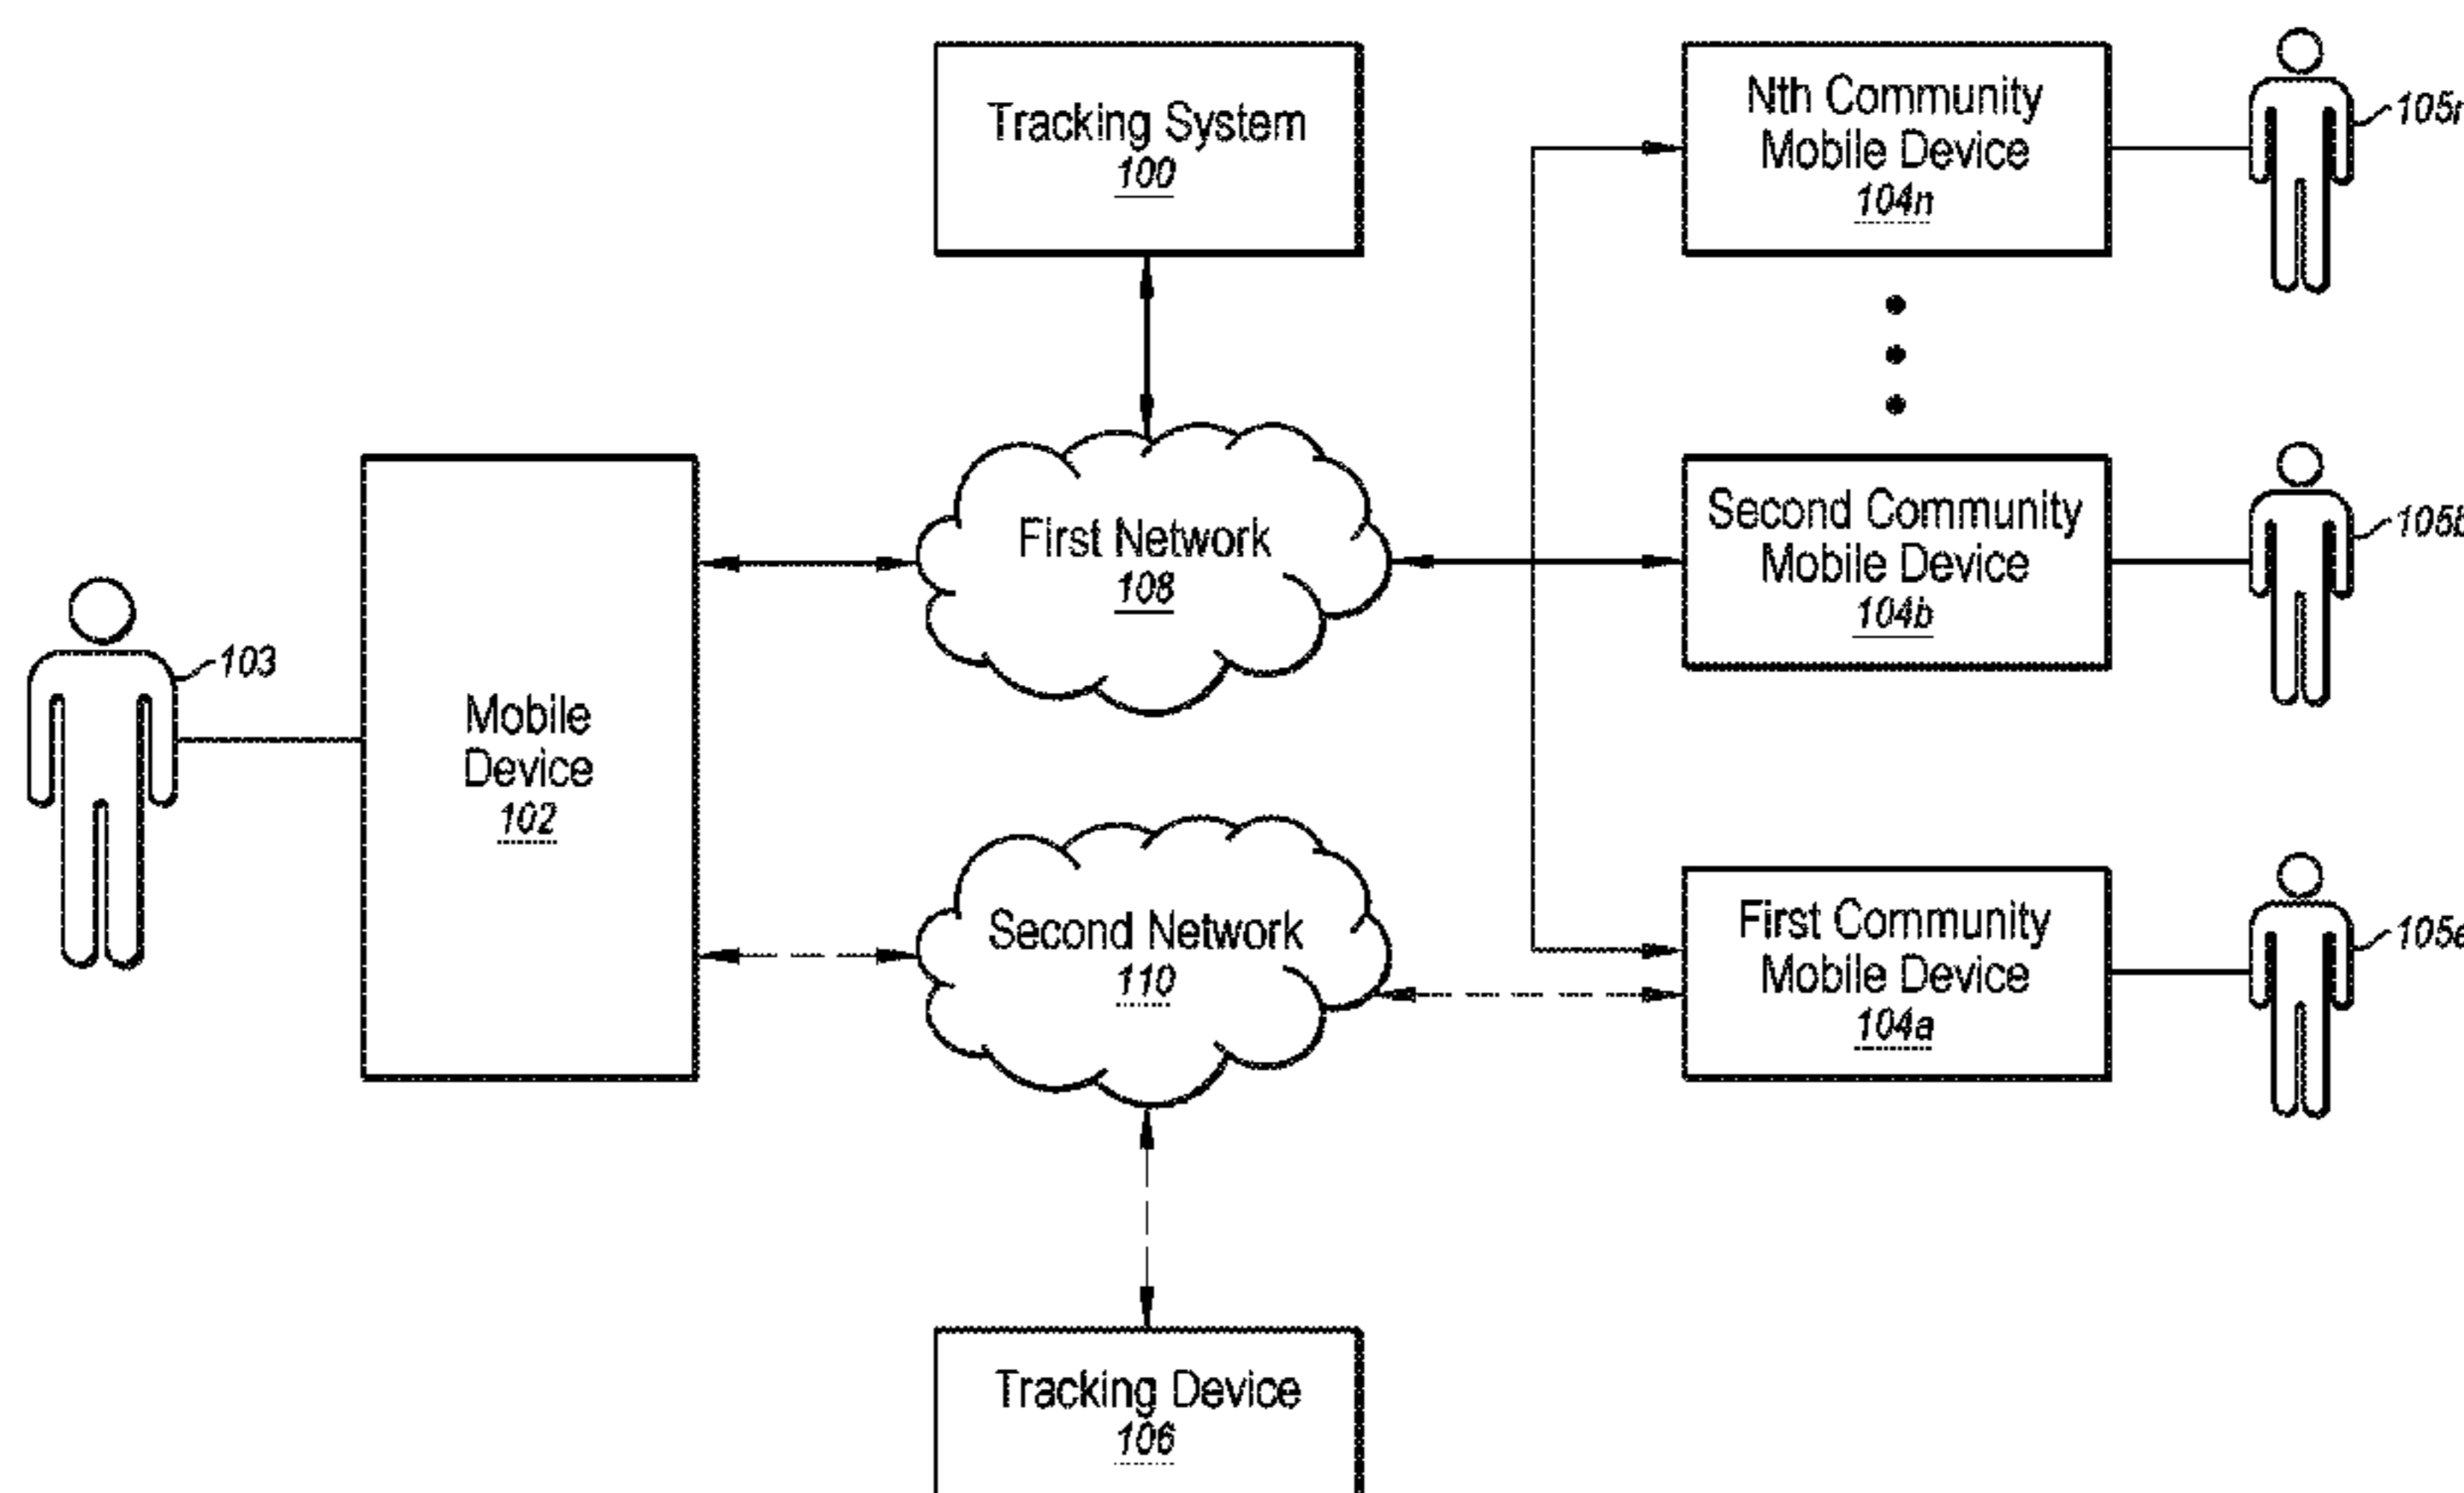 Tracking System
100
Nth Community
Mobile Device
104n
First Network
108
Second Community
Mobile Device
104b
103
Mobile
Device
102
Second Network
110
First Community
Mobile Device
104a
Tracking Device
106